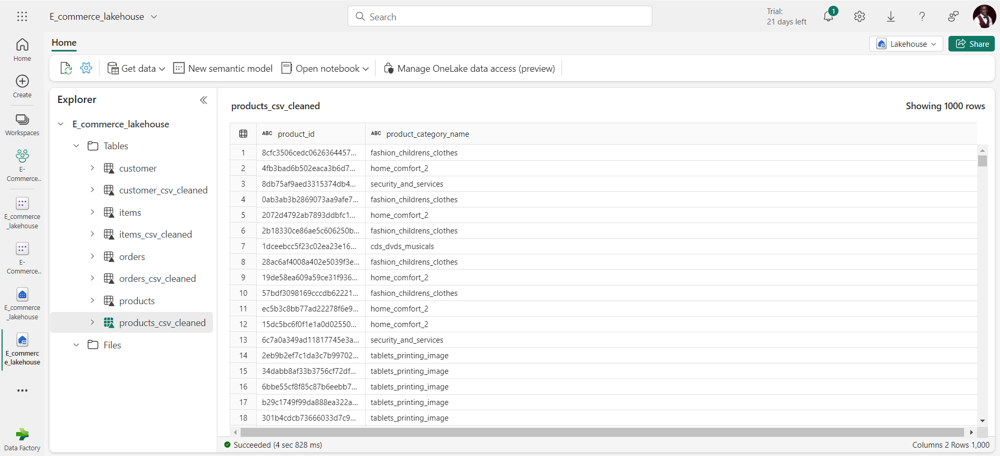 E_commerce_lakehouse
Search
Trial:
21 days left
1
Home
Lakehouse
Share
Get data
New semantic model
Open notebook
Manage OneLake data access (preview)
Home
Create
Workspaces
E-
Commerce...
E_commerce
_lakehouse
E-
Commerce...
E_commerce
_lakehouse
E_commerc
e_lakehouse
Data Factory
Explorer
E_commerce_lakehouse
Tables
customer
customer_csv_cleaned
items
items_csv_cleaned
orders
orders_csv_cleaned
products
products_csv_cleaned
Files
products_csv_cleaned
Showing 1000 rows
ABC product_id ABC product_category_name
1 8cfc3506cedc0626364457... fashion_childrens_clothes
2 4fb3bad6b502eaca3b6d7... home_comfort_2
3 8db75af9aed3315374db4... security_and_services
4 0ab3ab3b2869073aa9afe7... fashion_childrens_clothes
5 2072d4792ab7893ddbfc1... home_comfort_2
6 2b18330ce86ae5c606250b... fashion_childrens_clothes
7 1dceebcc5f23c02ea23e16... cds_dvds_musicals
8 28ac6af4008a402e5039f3e... fashion_childrens_clothes
9 19de58ea609a59ce31f936... home_comfort_2
10 57bdf3098169cccdb62221... fashion_childrens_clothes
11 ec5b3c8bb77ad22278f6e9... home_comfort_2
12 15dc5bc6f0f1e1a0d02550... home_comfort_2
13 6c7a0a349ad11817745e3a... security_and_services
14 2eb9b2ef7c1da3c7b99702... tablets_printing_image
15 34dabb8af33b3756cf72df... tablets_printing_image
16 6bbe55cf8f85c87b6eebb7... tablets_printing_image
17 b29c1749f99da888ea322a... tablets_printing_image
18 301b4cdcb73666033d7c9... tablets_printing_image
Succeeded (4 sec 828 ms)
Columns 2 Rows 1,000